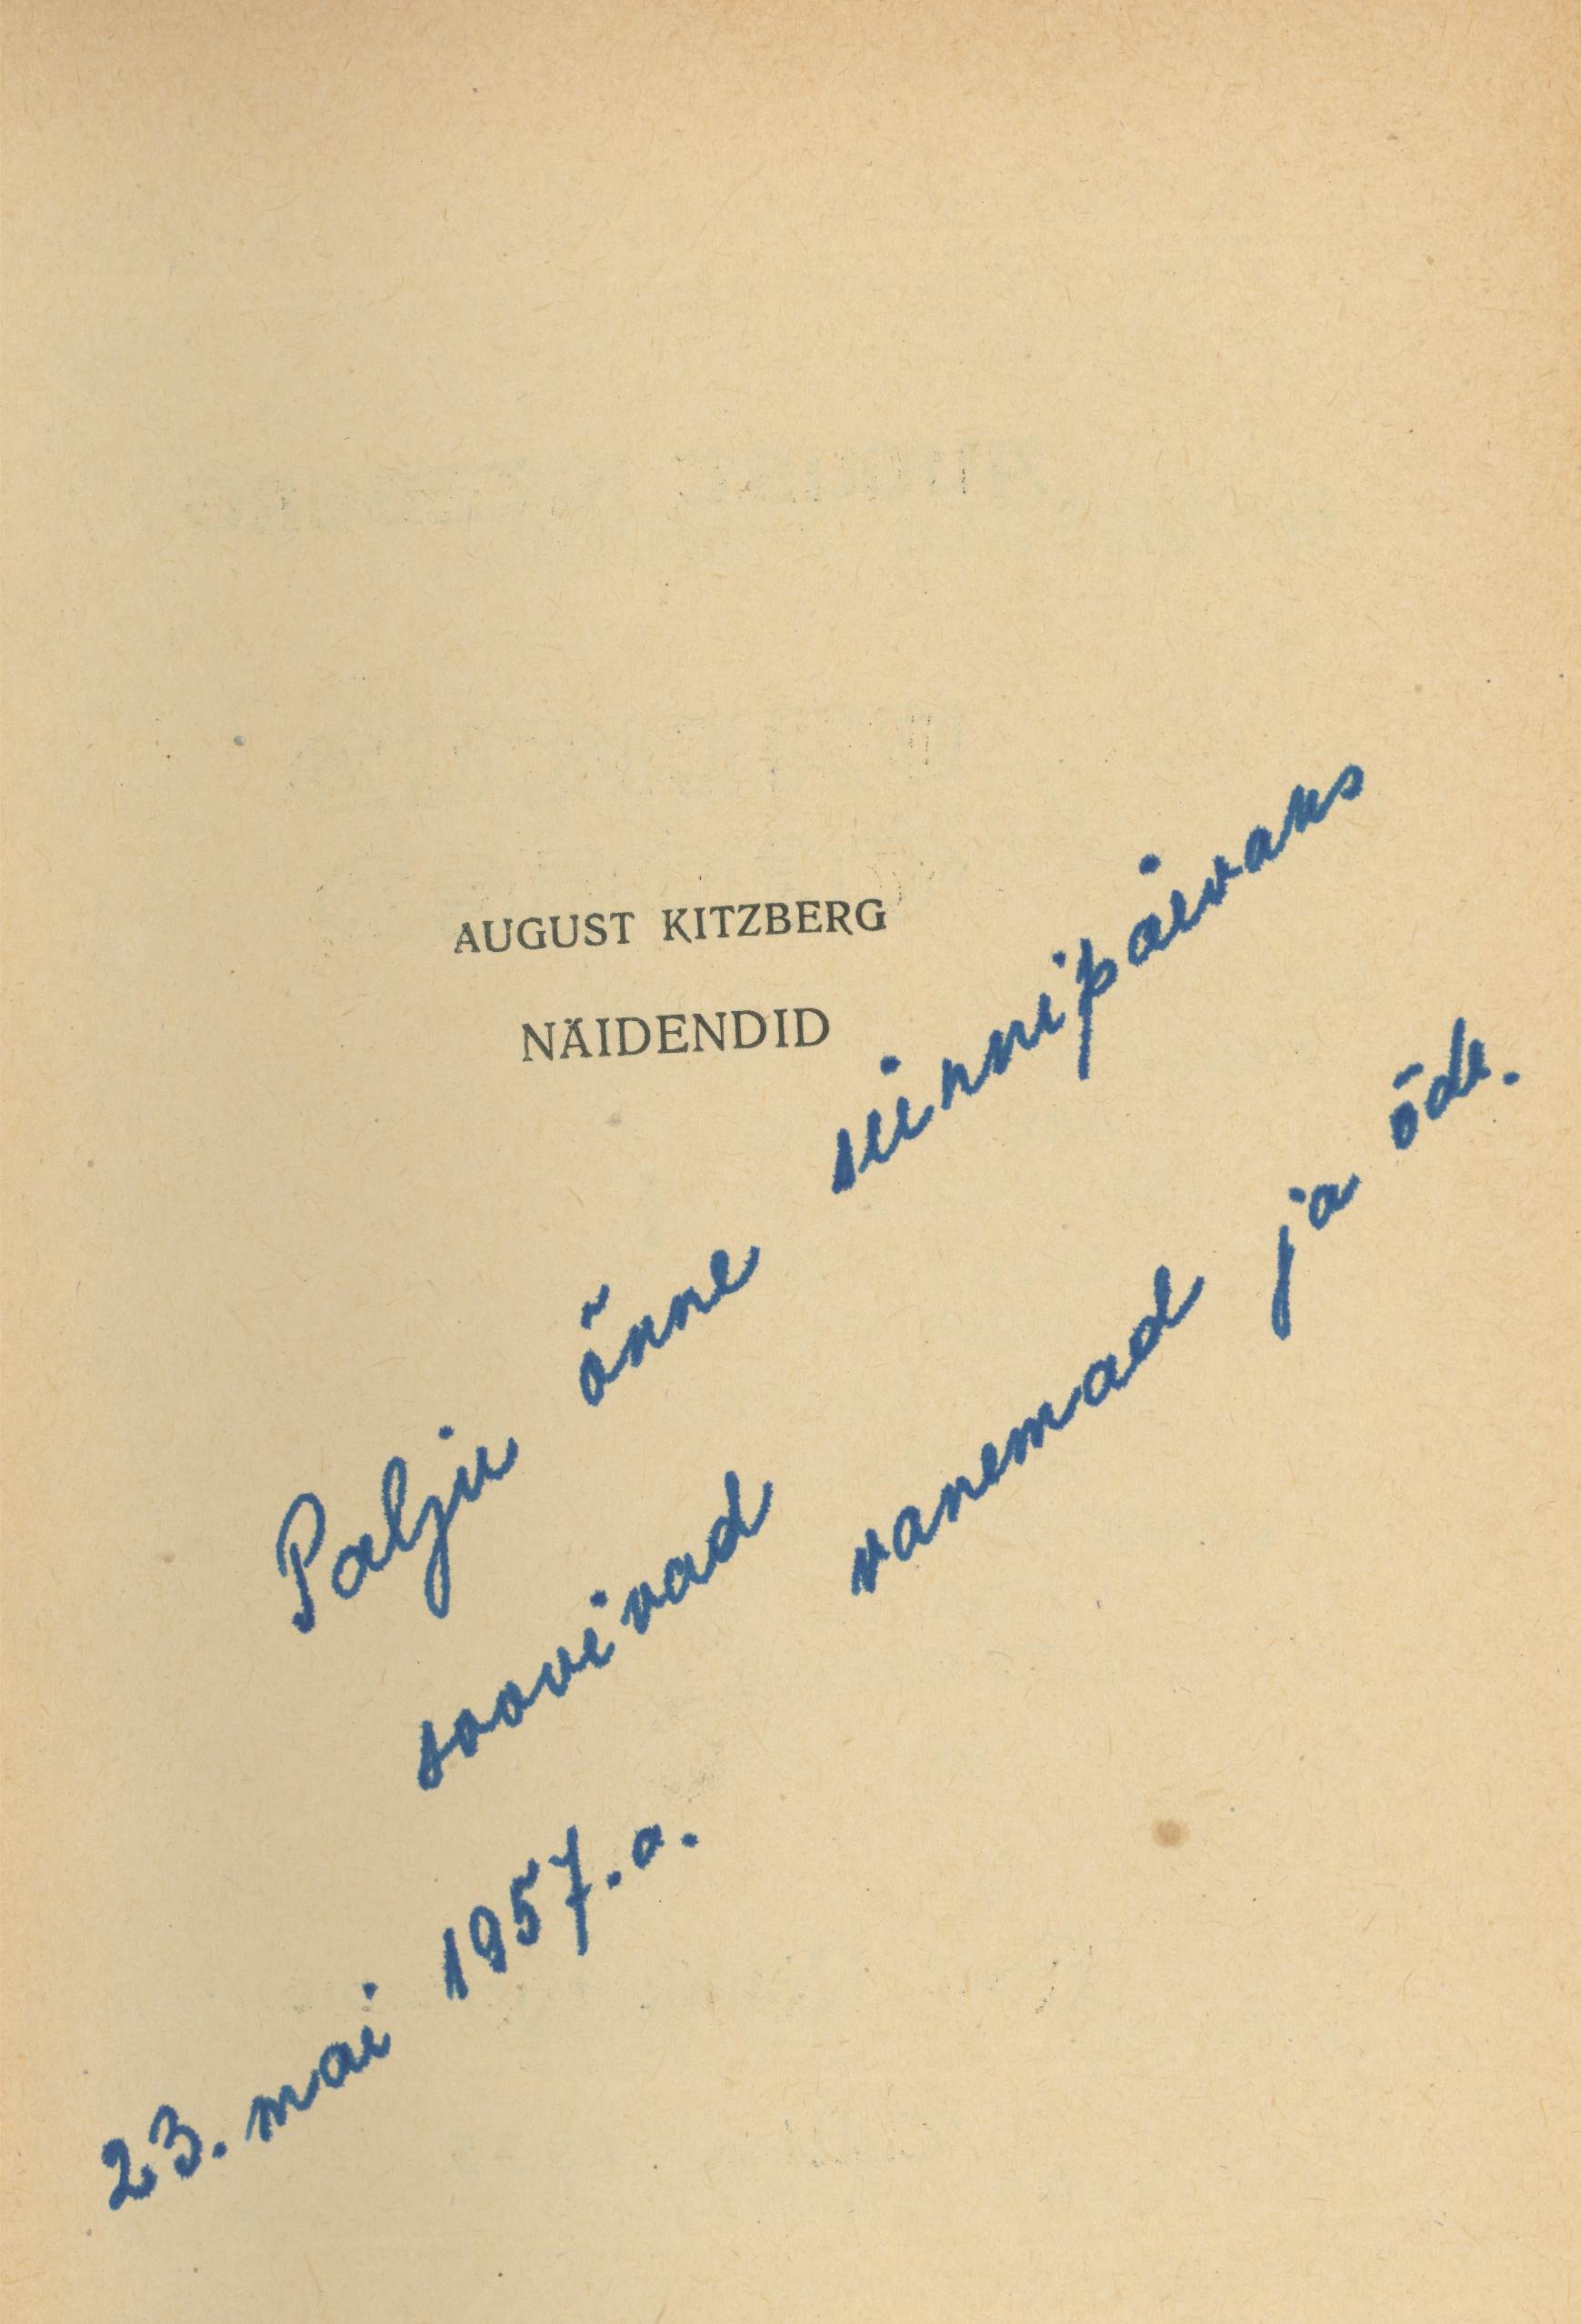 AUGUST KITZBERG
NÄIDENDID
Palju õnne sünnipäevaks
soovivad vanemad ja õde.
23. mai 1957.a.